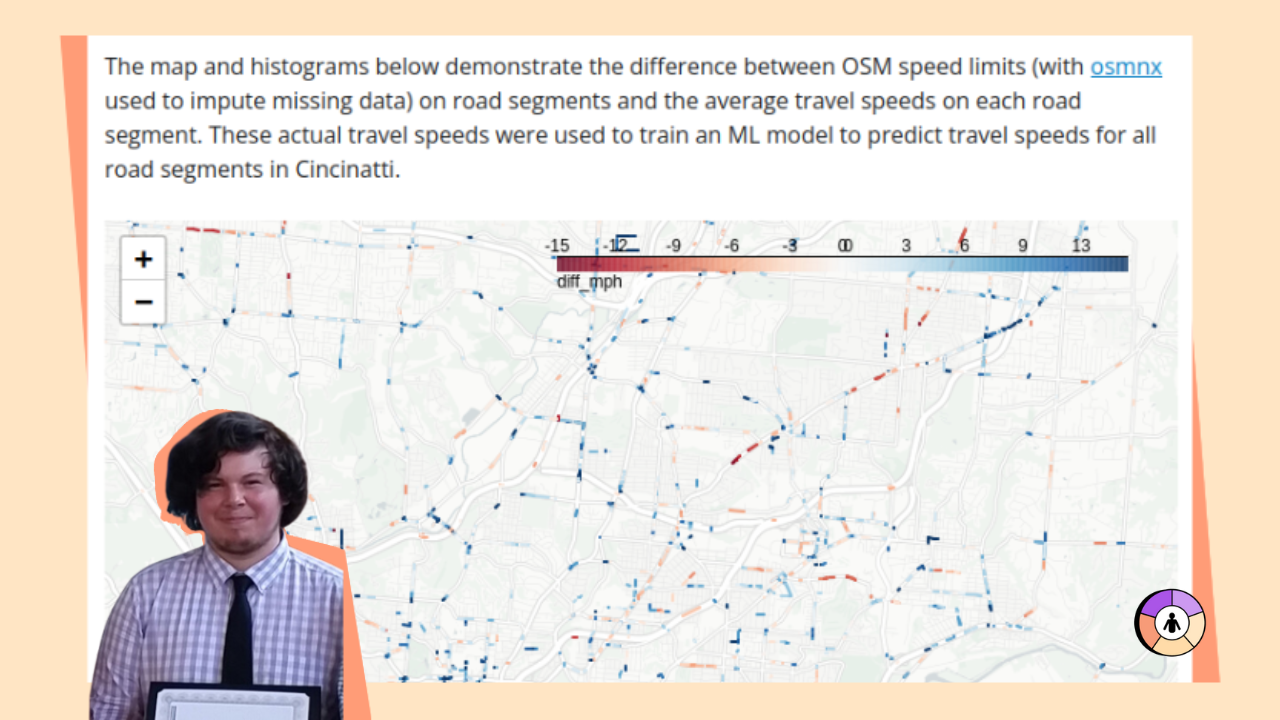 The map and histograms below demonstrate the difference between OSM speed limits (with osmnx
used to impute missing data) on road segments and the average travel speeds on each road
segment. These actual travel speeds were used to train an ML model to predict travel speeds for all
road segments in Cincinatti.
+
−
-15 -12 -9 -6 -3 0 3 6 9 13
diff_mph